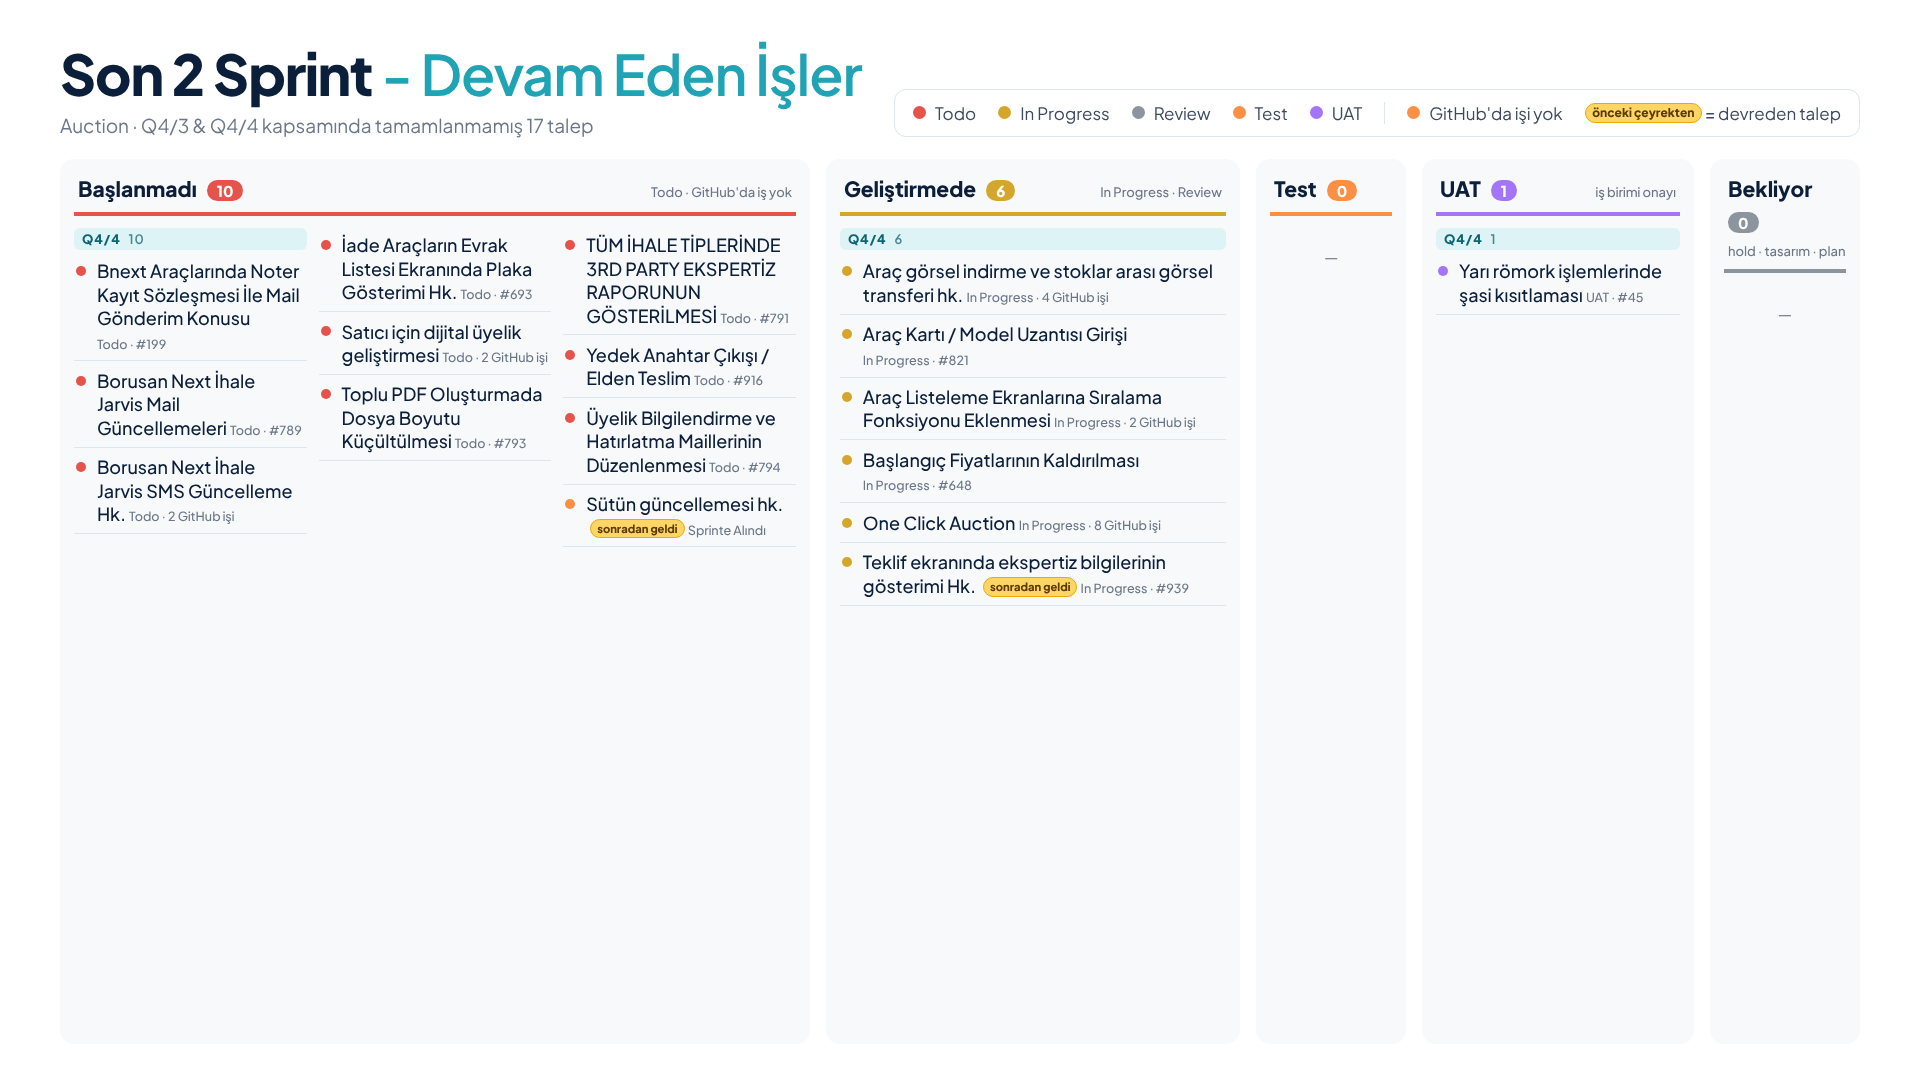 Son 2 Sprint - Devam Eden İşler
Auction · Q4/3 & Q4/4 kapsamında tamamlanmamış 17 talep
Todo
In Progress
Review
Test
UAT
GitHub'da işi yok
önceki çeyrekten = devreden talep
Başlanmadı 10
Todo · GitHub'da iş yok
Q4/4 10
Bnext Araçlarında Noter
Kayıt Sözleşmesi İle Mail
Gönderim Konusu
Todo · #199
Borusan Next İhale
Jarvis Mail
Güncellemeleri Todo · #789
Borusan Next İhale
Jarvis SMS Güncelleme
Hk. Todo · 2 GitHub işi
İade Araçların Evrak
Listesi Ekranında Plaka
Gösterimi Hk. Todo · #693
Satıcı için dijital üyelik
geliştirmesi Todo · 2 GitHub işi
Toplu PDF Oluşturmada
Dosya Boyutu
Küçültülmesi Todo · #793
TÜM İHALE TİPLERİNDE
3RD PARTY EKSPERTİZ
RAPORUNUN
GÖSTERİLMESİ Todo · #791
Yedek Anahtar Çıkışı /
Elden Teslim Todo · #916
Üyelik Bilgilendirme ve
Hatırlatma Maillerinin
Düzenlenmesi Todo · #794
Sütün güncellemesi hk.
sonradan geldi Sprinte Alındı
Geliştirmede 6
In Progress · Review
Q4/4 6
Araç görsel indirme ve stoklar arası görsel
transferi hk. In Progress · 4 GitHub işi
Araç Kartı / Model Uzantısı Girişi
In Progress · #821
Araç Listeleme Ekranlarına Sıralama
Fonksiyonu Eklenmesi In Progress · 2 GitHub işi
Başlangıç Fiyatlarının Kaldırılması
In Progress · #648
One Click Auction In Progress · 8 GitHub işi
Teklif ekranında ekspertiz bilgilerinin
gösterimi Hk. sonradan geldi In Progress · #939
Test 0
—
UAT 1
iş birimi onayı
Q4/4 1
Yarı römork işlemlerinde
şasi kısıtlaması UAT · #45
Bekliyor
0
hold · tasarım · plan
—